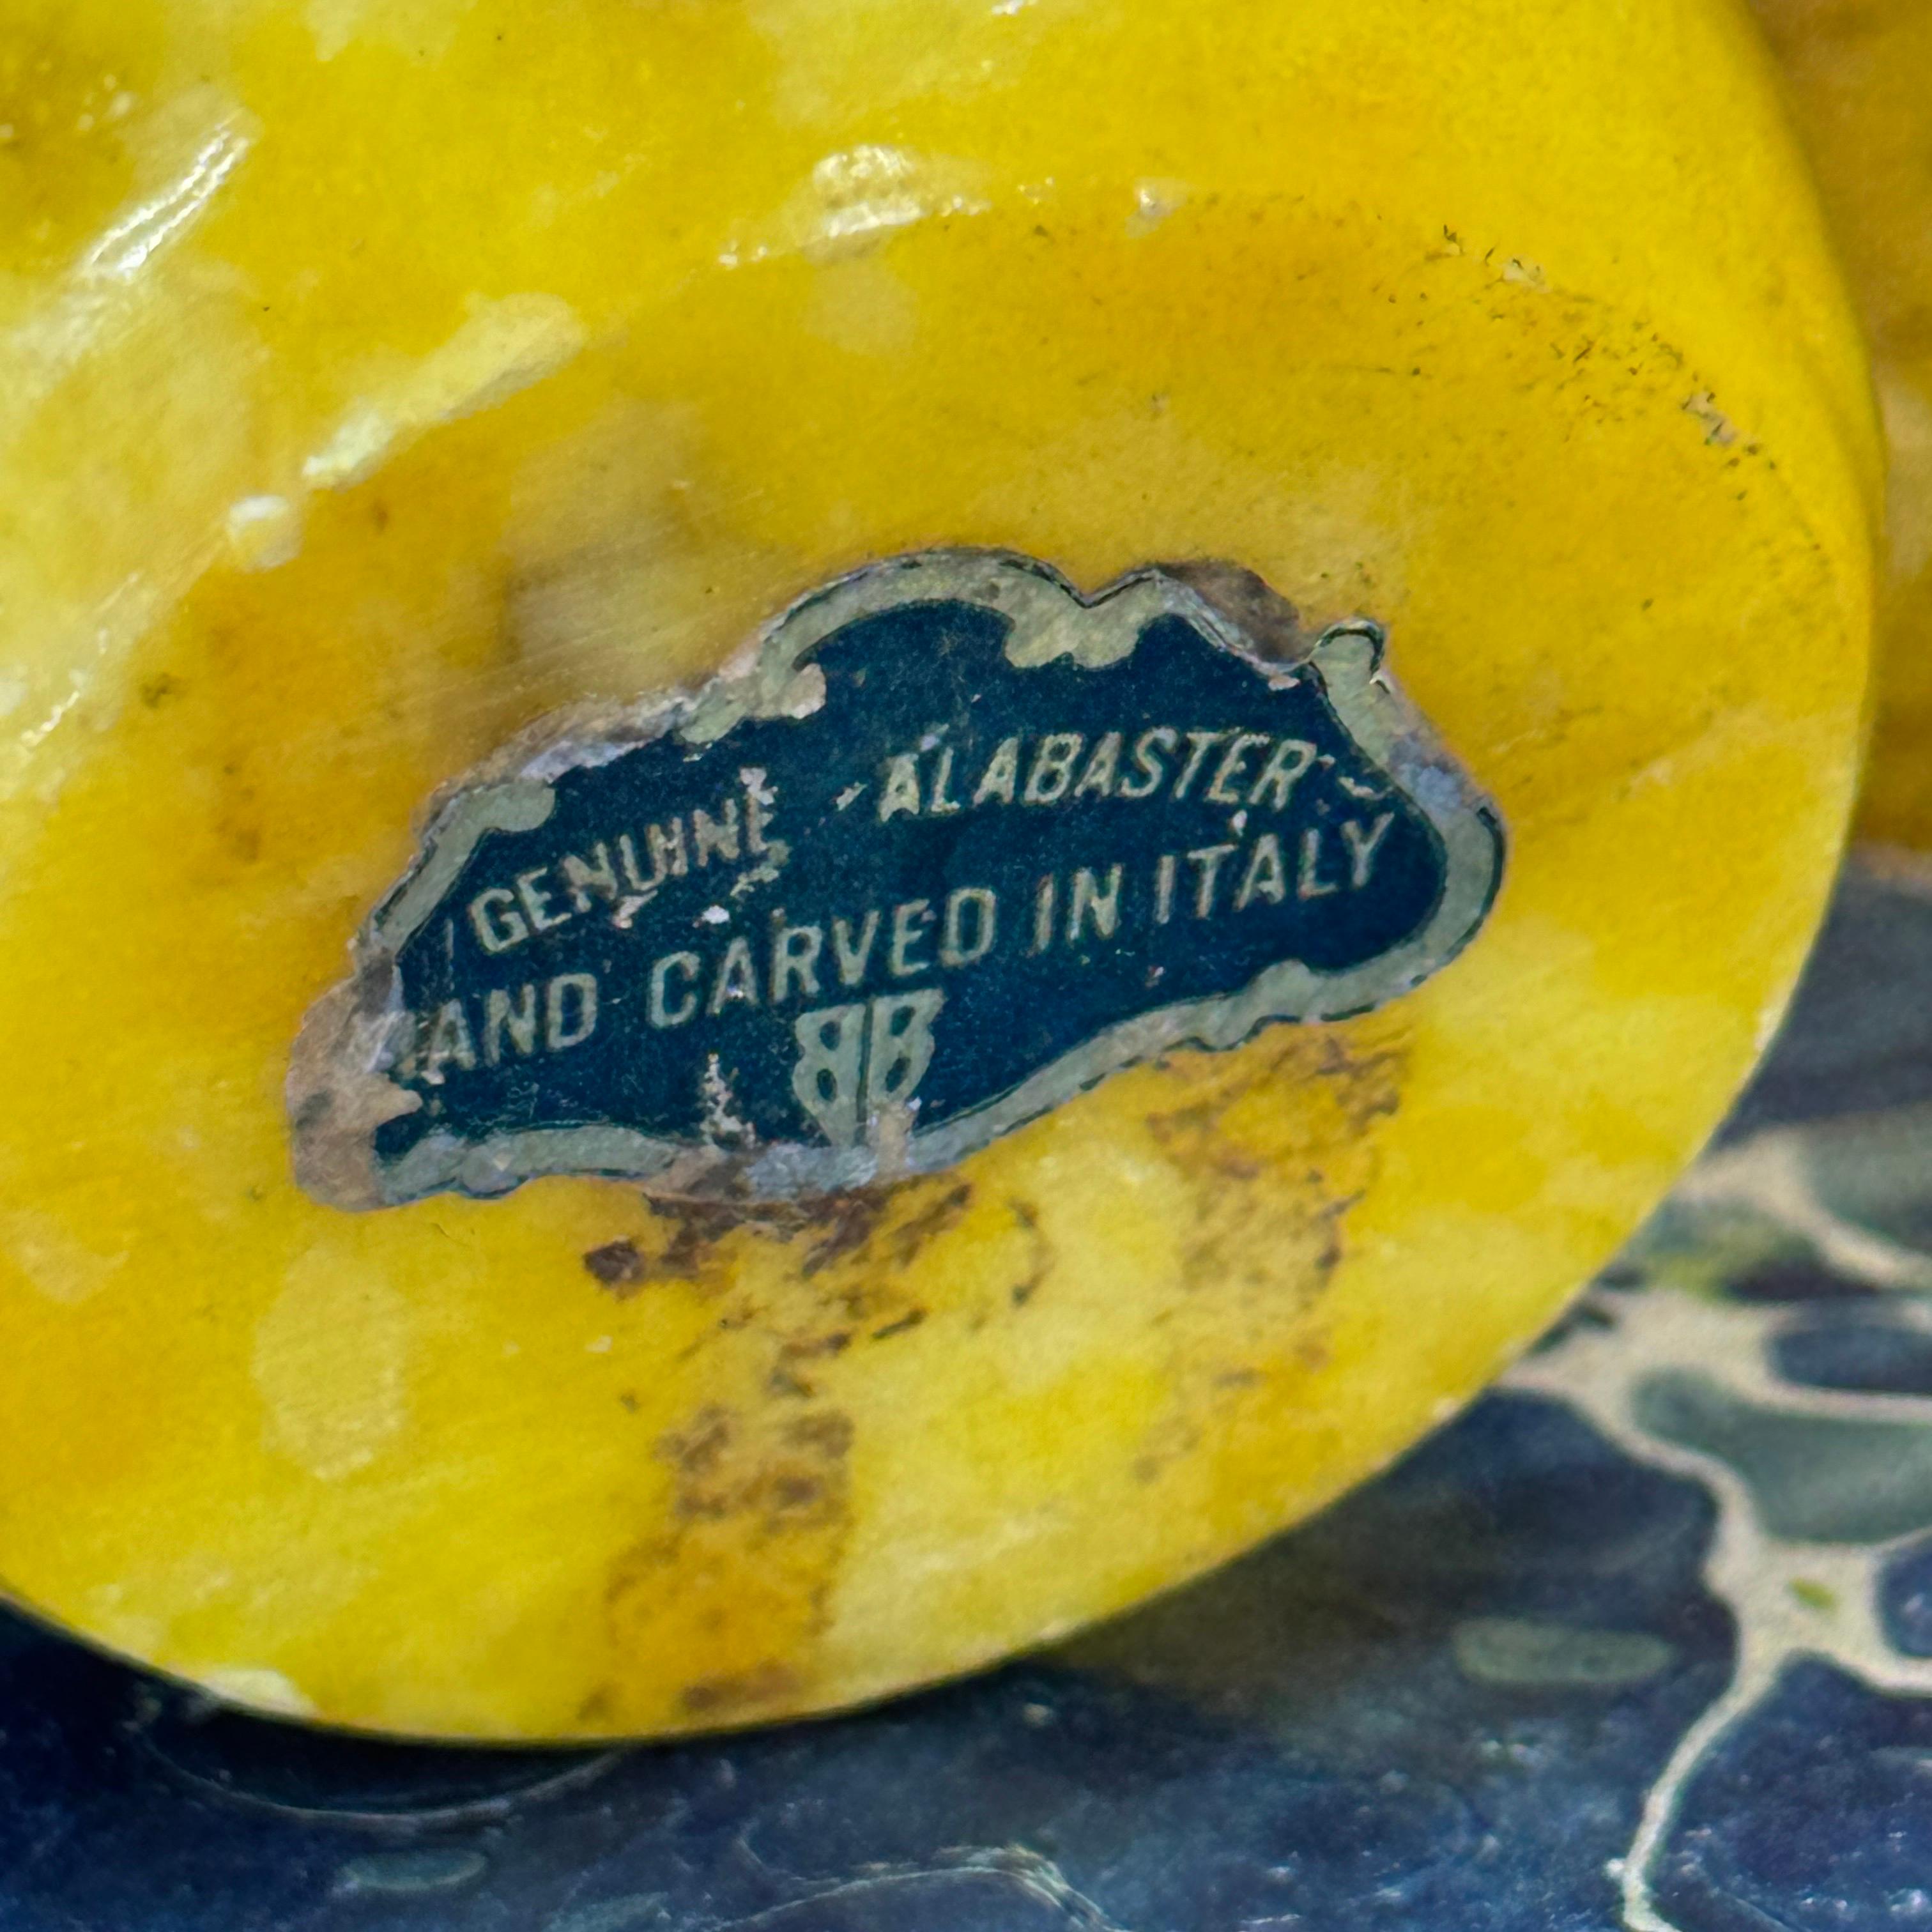 GENUINE ALABASTER
HAND CARVED IN ITALY
BB